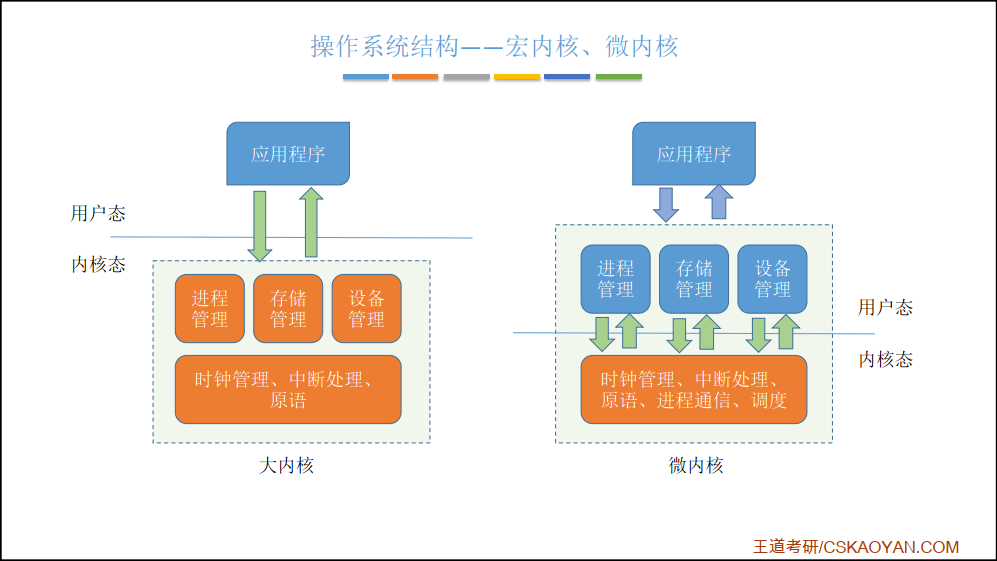 操作系统结构——宏内核、微内核
应用程序
用户态
内核态
进程
管理
存储
管理
设备
管理
时钟管理、中断处理、
原语
大内核
应用程序
进程
管理
存储
管理
设备
管理
用户态
内核态
时钟管理、中断处理、
原语、进程通信、调度
微内核
王道考研/CSKAOYAN.COM